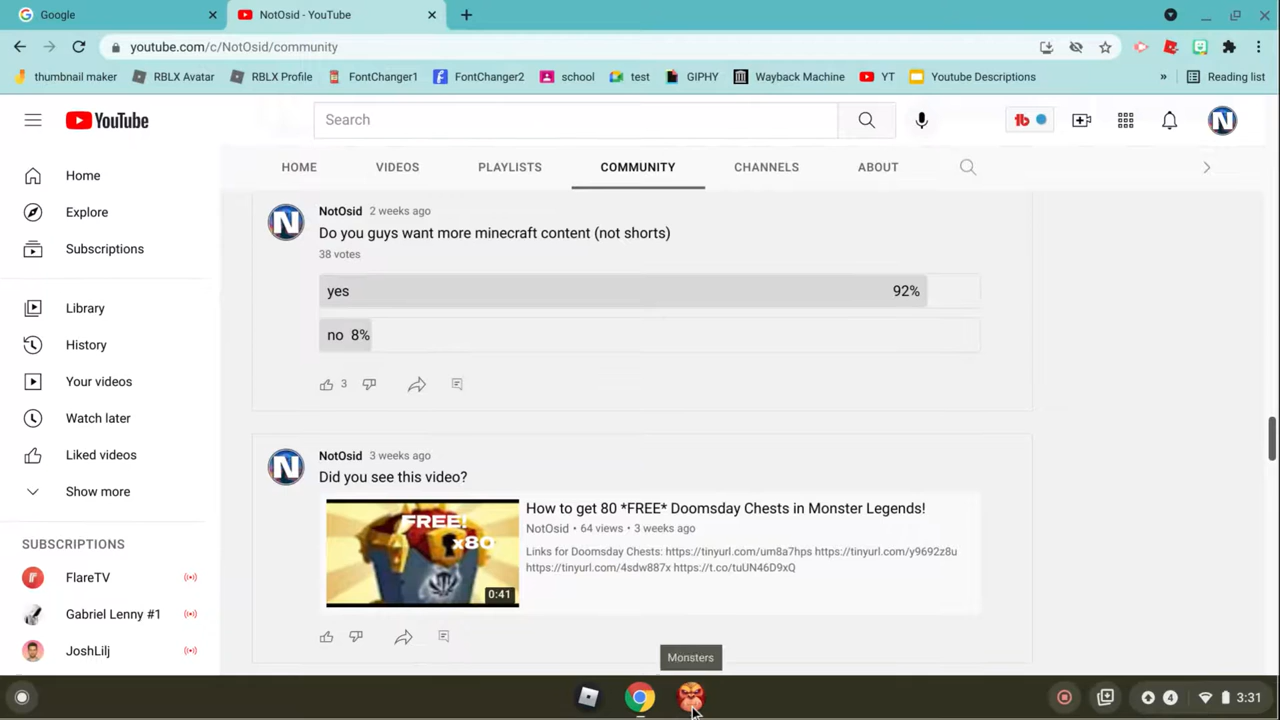 Google
NotOsid - YouTube
youtube.com/c/NotOsid/community
thumbnail maker
RBLX Avatar
RBLX Profile
FontChanger1
FontChanger2
school
test
GIPHY
Wayback Machine
YT
Youtube Descriptions
»
Reading list
YouTube
Search
tb
N
HOME
VIDEOS
PLAYLISTS
COMMUNITY
CHANNELS
ABOUT
Home
Explore
Subscriptions
Library
History
Your videos
Watch later
Liked videos
Show more
SUBSCRIPTIONS
FlareTV
Gabriel Lenny #1
JoshLilj
N
NotOsid 2 weeks ago
Do you guys want more minecraft content (not shorts)
38 votes
yes 92%
no 8%
3
N
NotOsid 3 weeks ago
Did you see this video?
FREE!
x80
0:41
How to get 80 *FREE* Doomsday Chests in Monster Legends!
NotOsid • 64 views • 3 weeks ago
Links for Doomsday Chests: https://tinyurl.com/um8a7hps https://tinyurl.com/y9692z8u
https://tinyurl.com/4sdw887x https://t.co/tuUN46D9xQ
Monsters
4
3:31